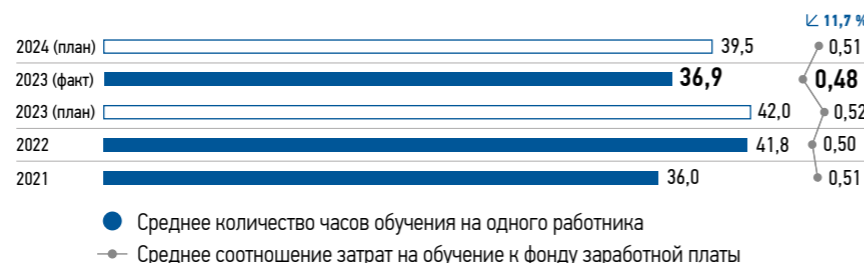 11,7 %
2024 (план) 39,5 0,51
2023 (факт) 36,9 0,48
2023 (план) 42,0 0,52
2022 41,8 0,50
2021 36,0 0,51
Среднее количество часов обучения на одного работника
Среднее соотношение затрат на обучение к фонду заработной платы